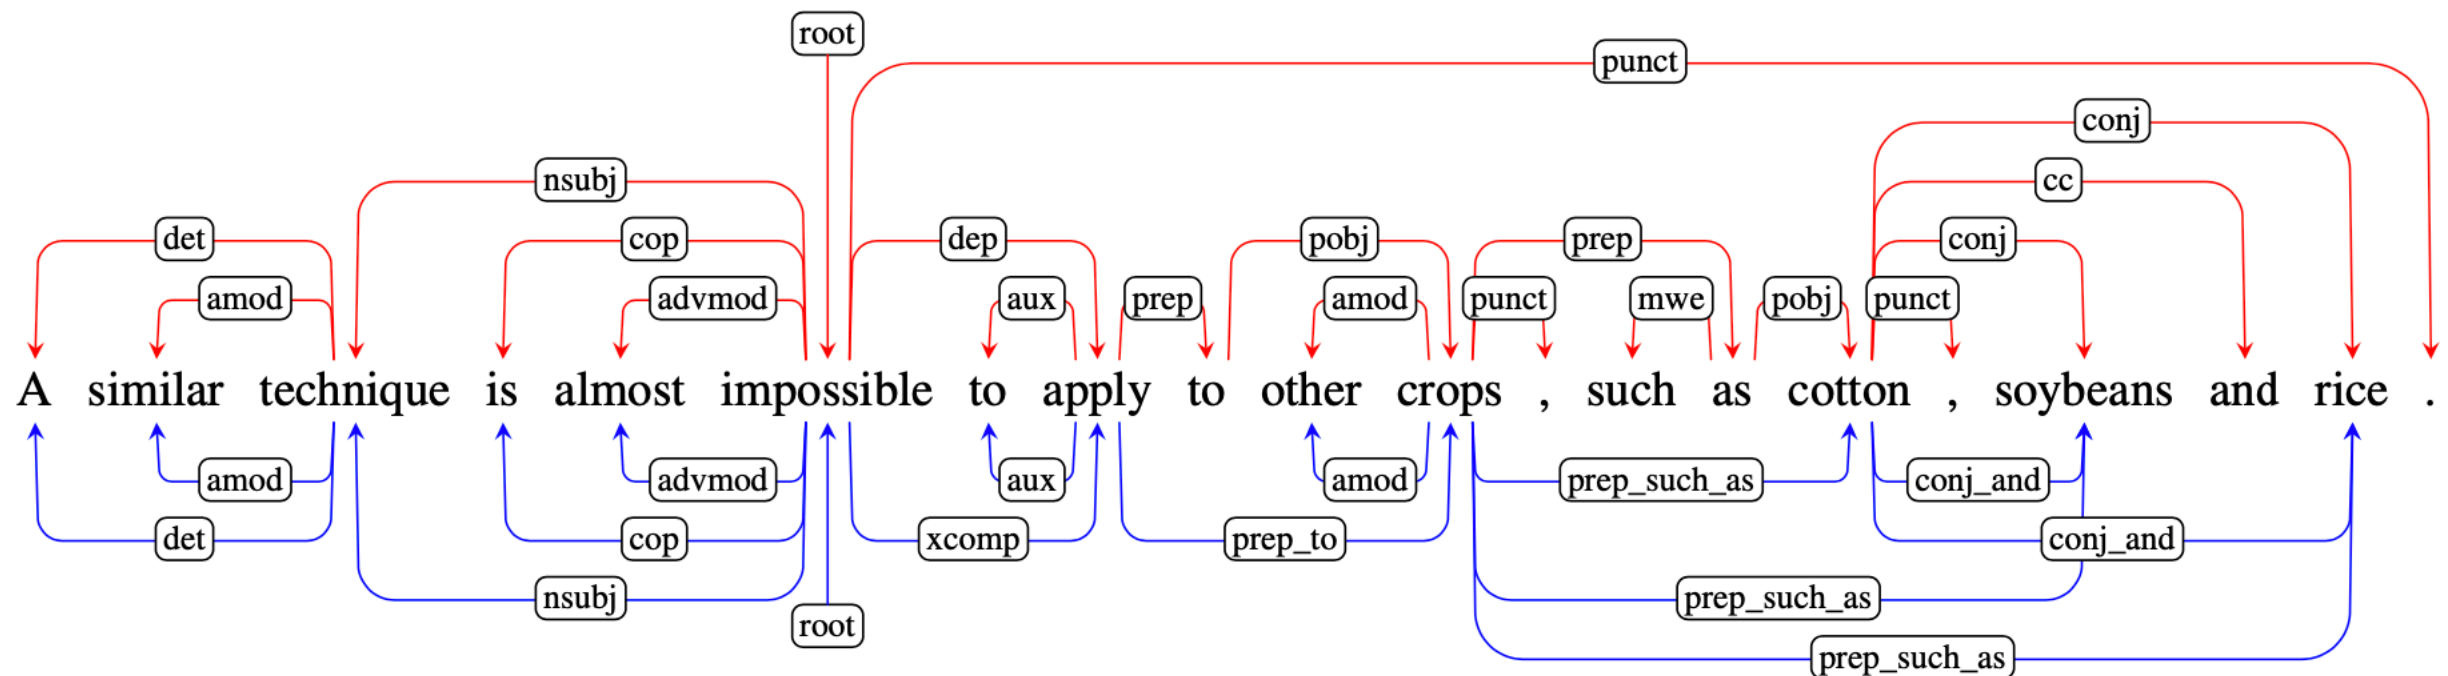 root
punct
conj
nsubj cc
det cop dep pobj prep conj
amod advmod aux prep amod punct mwe pobj punct
A similar technique is almost impossible to apply to other crops , such as cotton , soybeans and rice .
amod advmod aux amod prep_such_as conj_and
det cop xcomp prep_to conj_and
nsubj prep_such_as
root
prep_such_as